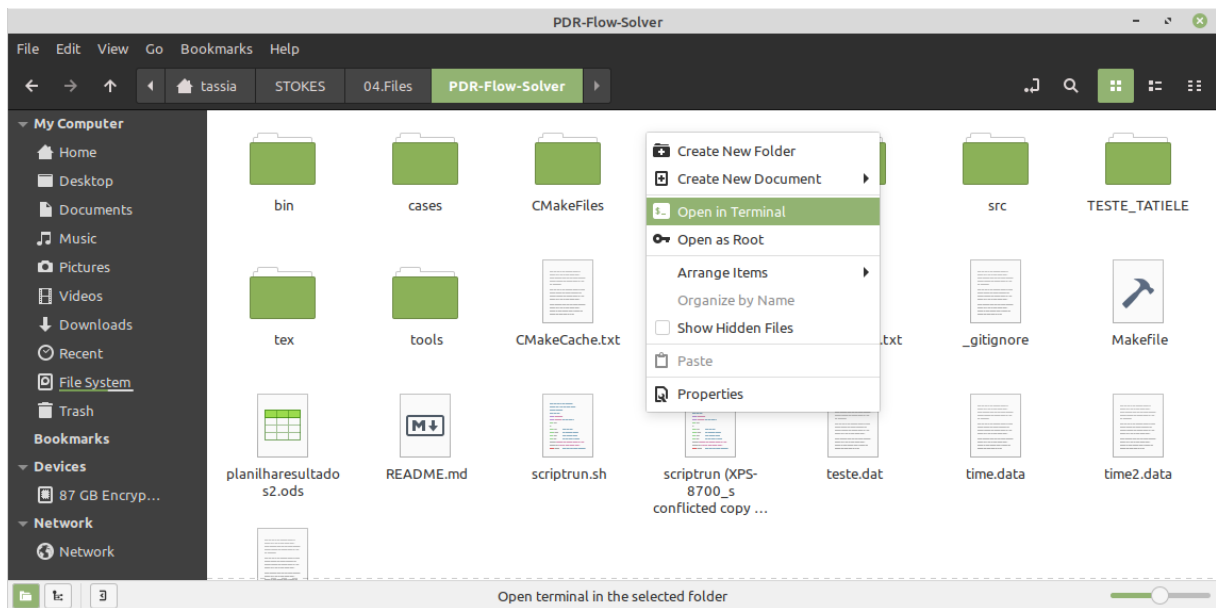 PDR-Flow-Solver
File Edit View Go Bookmarks Help
tassia STOKES 04.Files PDR-Flow-Solver
My Computer
Home
Desktop
Documents
Music
Pictures
Videos
Downloads
Recent
File System
Trash
Bookmarks
Devices
87 GB Encryp...
Network
Network
bin cases CMakeFiles src TESTE_TATIELE
tex tools CMakeCache.txt .txt _gitignore Makefile
planilharesultado
s2.ods
README.md scriptrun.sh
scriptrun (XPS-
8700_s
conflicted copy ...
teste.dat time.data time2.data
Create New Folder
Create New Document
Open in Terminal
Open as Root
Arrange Items
Organize by Name
Show Hidden Files
Paste
Properties
Open terminal in the selected folder